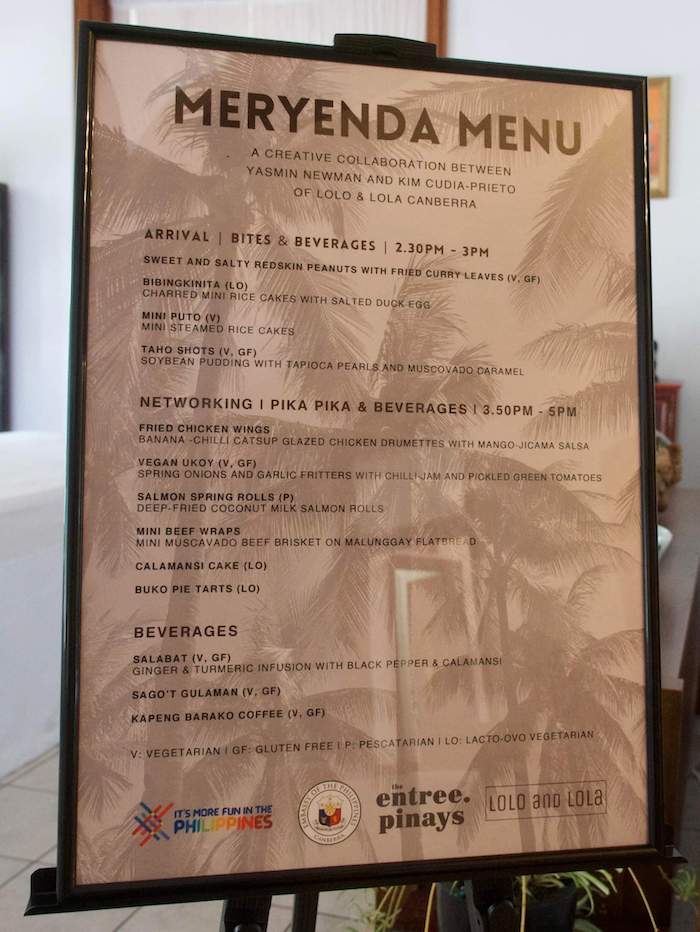 MERYENDA MENU
A CREATIVE COLLABORATION BETWEEN
YASMIN NEWMAN AND KIM CUDIA-PRIETO
OF LOLO & LOLA CANBERRA
ARRIVAL | BITES & BEVERAGES | 2.30PM - 3PM
SWEET AND SALTY REDSKIN PEANUTS WITH FRIED CURRY LEAVES (V, GF)
BIBINGKINITA (LO)
CHARRED MINI RICE CAKES WITH SALTED DUCK EGG
MINI PUTO (V)
MINI STEAMED RICE CAKES
TAHO SHOTS (V, GF)
SOYBEAN PUDDING WITH TAPIOCA PEARLS AND MUSCOVADO CARAMEL
NETWORKING | PIKA PIKA & BEVERAGES | 3.50PM - 5PM
FRIED CHICKEN WINGS
BANANA -CHILLI CATSUP GLAZED CHICKEN DRUMETTES WITH MANGO-JICAMA SALSA
VEGAN UKOY (V, GF)
SPRING ONIONS AND GARLIC FRITTERS WITH CHILLI JAM AND PICKLED GREEN TOMATOES
SALMON SPRING ROLLS (P)
DEEP-FRIED COCONUT MILK SALMON ROLLS
MINI BEEF WRAPS
MINI MUSCAVADO BEEF BRISKET ON MALUNGGAY FLATBREAD
CALAMANSI CAKE (LO)
BUKO PIE TARTS (LO)
BEVERAGES
SALABAT (V, GF)
GINGER & TURMERIC INFUSION WITH BLACK PEPPER & CALAMANSI
SAGO'T GULAMAN (V, GF)
KAPENG BARAKO COFFEE (V, GF)
V: VEGETARIAN | GF: GLUTEN FREE | P: PESCATARIAN | LO: LACTO-OVO VEGETARIAN
IT'S MORE FUN IN THE
PHILIPPINES
EMBASSY OF THE PHILIPPINES
CANBERRA
the
entree.
pinays
LOLO and LOLA